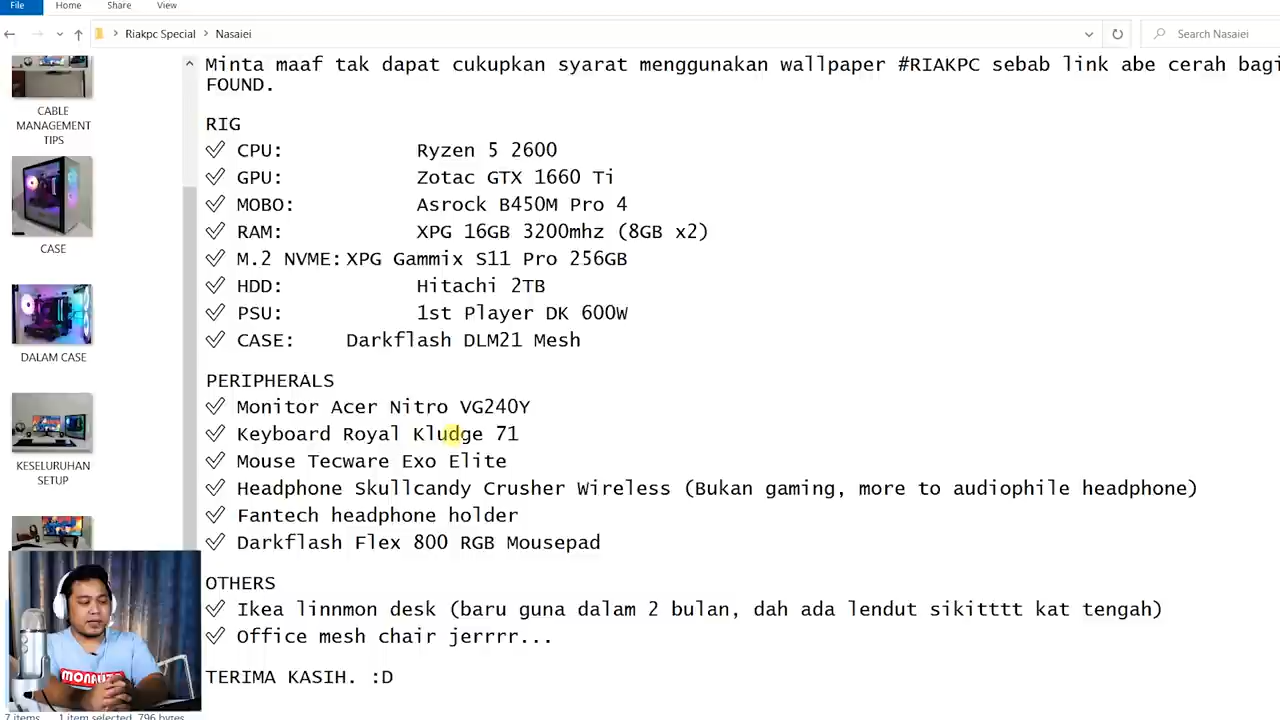 File
Home
Share
View
Riakpc Special > Nasaiei
Search Nasaiei
CABLE
MANAGEMENT
TIPS
CASE
DALAM CASE
KESELURUHAN
SETUP
Minta maaf tak dapat cukupkan syarat menggunakan wallpaper #RIAKPC sebab link abe cerah bagi
FOUND.
RIG
✓ CPU: Ryzen 5 2600
✓ GPU: Zotac GTX 1660 Ti
✓ MOBO: Asrock B450M Pro 4
✓ RAM: XPG 16GB 3200mhz (8GB x2)
✓ M.2 NVME: XPG Gammix S11 Pro 256GB
✓ HDD: Hitachi 2TB
✓ PSU: 1st Player DK 600W
✓ CASE: Darkflash DLM21 Mesh
PERIPHERALS
✓ Monitor Acer Nitro VG240Y
✓ Keyboard Royal Kludge 71
✓ Mouse Tecware Exo Elite
✓ Headphone Skullcandy Crusher Wireless (Bukan gaming, more to audiophile headphone)
✓ Fantech headphone holder
✓ Darkflash Flex 800 RGB Mousepad
OTHERS
✓ Ikea linnmon desk (baru guna dalam 2 bulan, dah ada lendut sikitttt kat tengah)
✓ Office mesh chair jerrrr...
TERIMA KASIH. :D
7 items 1 item selected 796 bytes